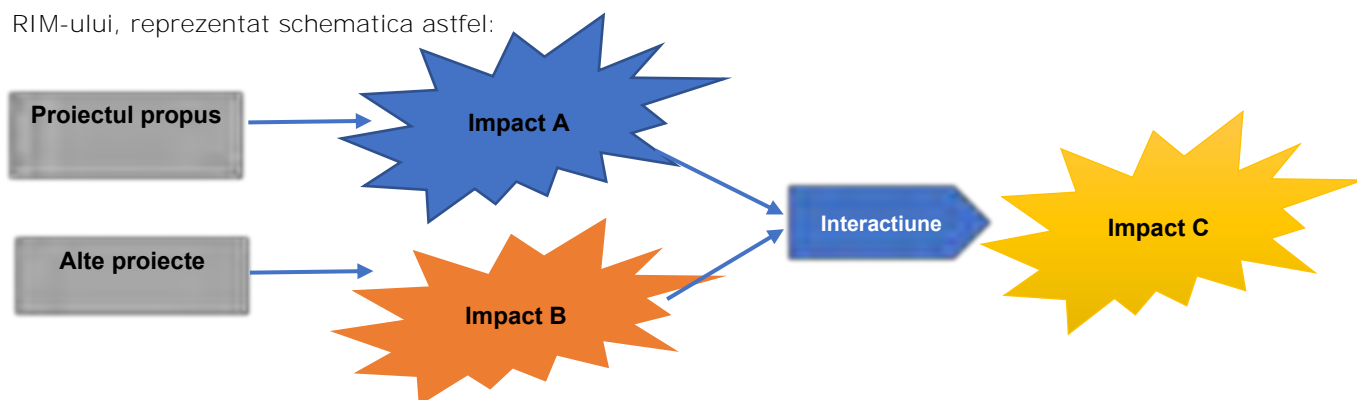 RIM-ului, reprezentat schematica astfel:
Proiectul propus
Impact A
Interactiune
Impact C
Alte proiecte
Impact B